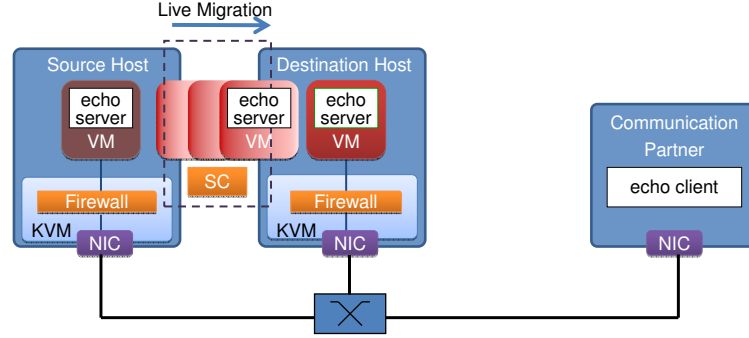 Live Migration
Source Host
Destination Host
echo
server
VM
echo
server
VM
echo
server
VM
SC
Firewall
KVM
NIC
Firewall
KVM
NIC
Communication
Partner
echo client
NIC